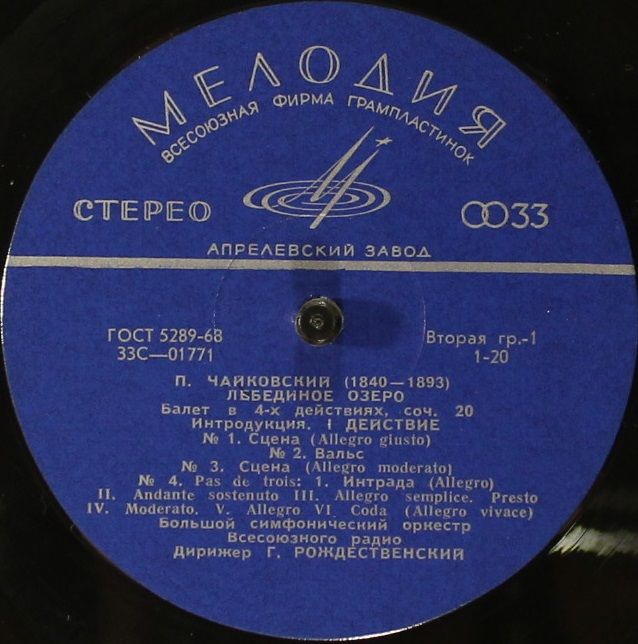 МЕЛОДИЯ
ВСЕСОЮЗНАЯ ФИРМА ГРАМПЛАСТИНОК
СТЕРЕО
33
АПРЕЛЕВСКИЙ ЗАВОД
ГОСТ 5289-68
33С—01771
Вторая гр.-1
1-20
П. ЧАЙКОВСКИЙ (1840—1893)
ЛЕБЕДИНОЕ ОЗЕРО
Балет в 4-х действиях, соч. 20
Интродукция. I ДЕЙСТВИЕ
№ 1. Сцена (Allegro giusto)
№ 2. Вальс
№ 3. Сцена (Allegro moderato)
№ 4. Pas de trois: 1. Интрада (Allegro)
II. Andante sostenuto III. Allegro semplice. Presto
IV. Moderato. V. Allegro VI. Coda (Allegro vivace)
Большой симфонический оркестр
Всесоюзного радио
Дирижер Г. РОЖДЕСТВЕНСКИЙ